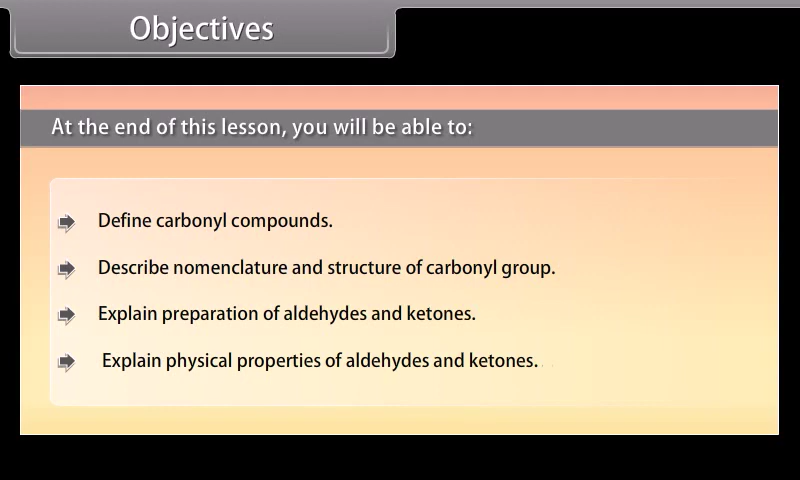 Objectives
At the end of this lesson, you will be able to:
Define carbonyl compounds.
Describe nomenclature and structure of carbonyl group.
Explain preparation of aldehydes and ketones.
Explain physical properties of aldehydes and ketones.